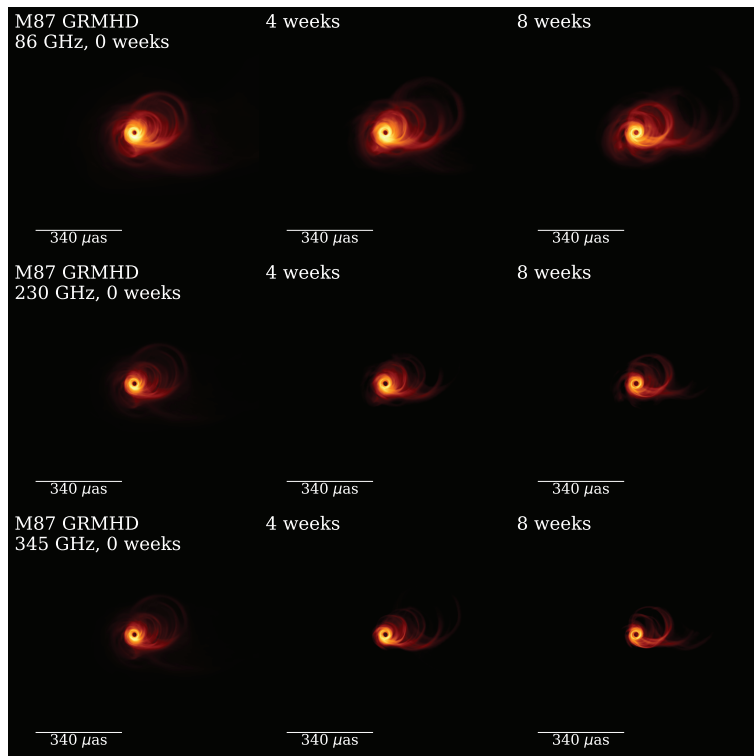 M87 GRMHD
86 GHz, 0 weeks
4 weeks
8 weeks
340 μas
340 μas
340 μas
M87 GRMHD
230 GHz, 0 weeks
4 weeks
8 weeks
340 μas
340 μas
340 μas
M87 GRMHD
345 GHz, 0 weeks
4 weeks
8 weeks
340 μas
340 μas
340 μas